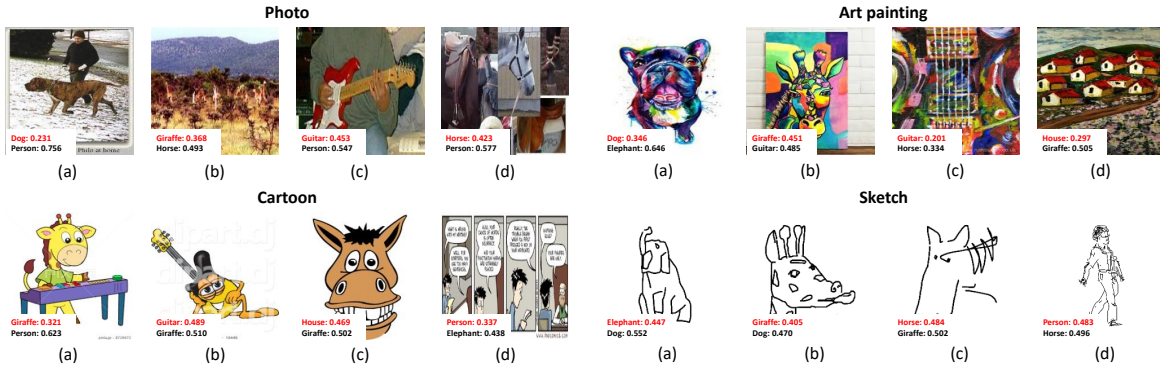 Photo
Dog: 0.231
Person: 0.756
Philo at home
(a)
Giraffe: 0.368
Horse: 0.493
(b)
Guitar: 0.453
Person: 0.547
(c)
Horse: 0.423
Person: 0.577
(d)
Art painting
Dog: 0.346
Elephant: 0.646
(a)
Giraffe: 0.451
Guitar: 0.485
(b)
Guitar: 0.201
Horse: 0.334
(c)
House: 0.297
Giraffe: 0.505
(d)
Cartoon
Giraffe: 0.321
Person: 0.623
(a)
clipart.dj
Guitar: 0.489
Giraffe: 0.510
(b)
House: 0.469
Giraffe: 0.502
(c)
Person: 0.337
Elephant: 0.438
(d)
Sketch
Elephant: 0.447
Dog: 0.552
(a)
Giraffe: 0.405
Dog: 0.470
(b)
Horse: 0.484
Giraffe: 0.502
(c)
Person: 0.483
Horse: 0.496
(d)